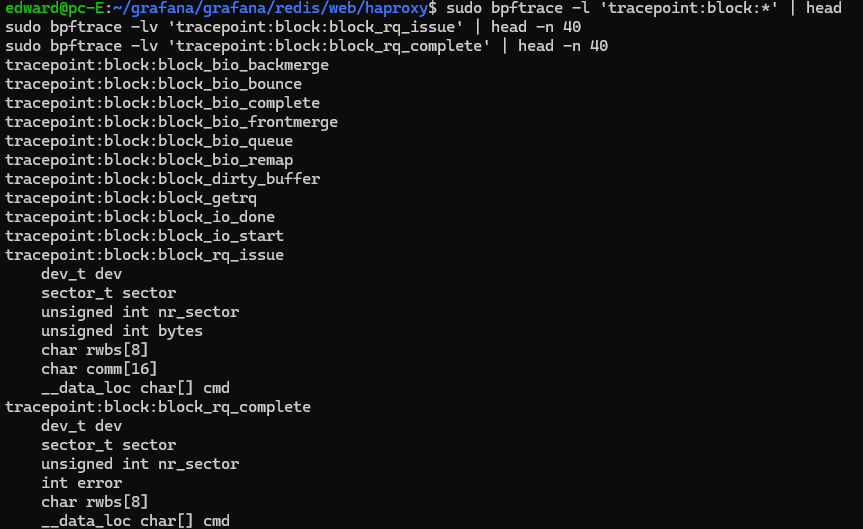 edward@pc-E:~/grafana/grafana/redis/web/haproxy$ sudo bpftrace -l 'tracepoint:block:*' | head
sudo bpftrace -lv 'tracepoint:block:block_rq_issue' | head -n 40
sudo bpftrace -lv 'tracepoint:block:block_rq_complete' | head -n 40
tracepoint:block:block_bio_backmerge
tracepoint:block:block_bio_bounce
tracepoint:block:block_bio_complete
tracepoint:block:block_bio_frontmerge
tracepoint:block:block_bio_queue
tracepoint:block:block_bio_remap
tracepoint:block:block_dirty_buffer
tracepoint:block:block_getrq
tracepoint:block:block_io_done
tracepoint:block:block_io_start
tracepoint:block:block_rq_issue
    dev_t dev
    sector_t sector
    unsigned int nr_sector
    unsigned int bytes
    char rwbs[8]
    char comm[16]
    __data_loc char[] cmd
tracepoint:block:block_rq_complete
    dev_t dev
    sector_t sector
    unsigned int nr_sector
    int error
    char rwbs[8]
    __data_loc char[] cmd